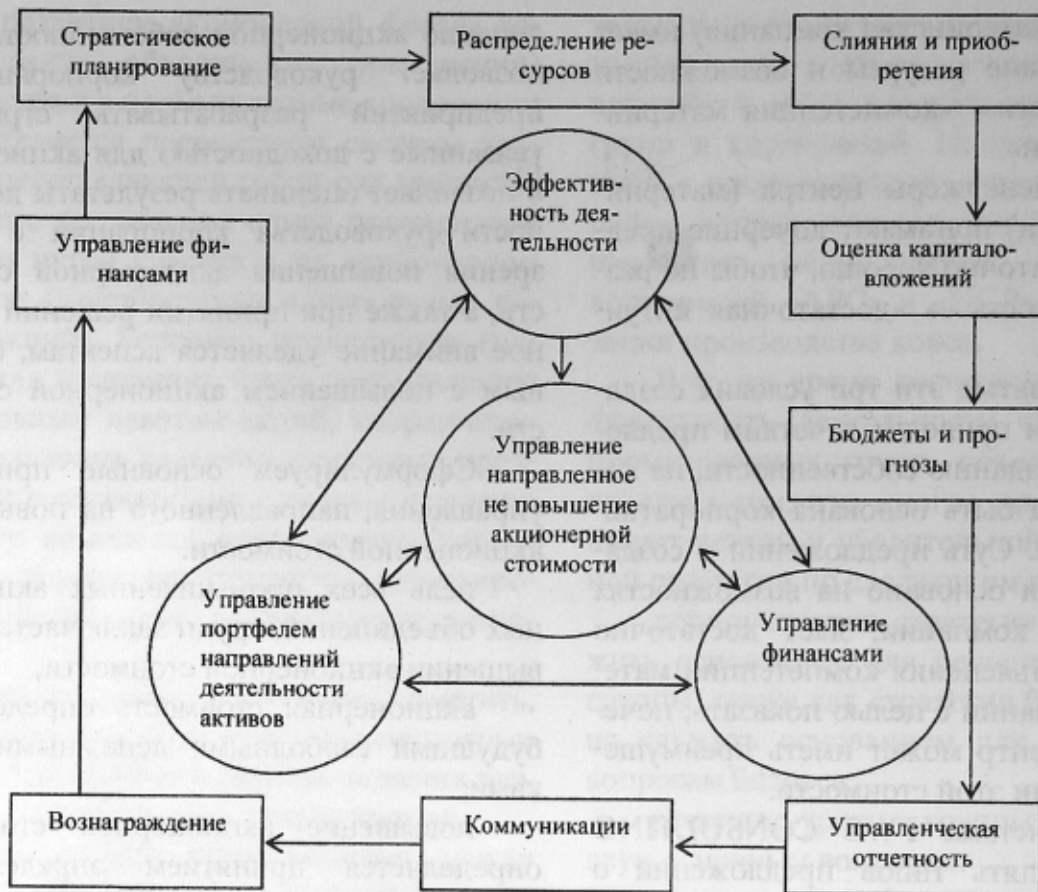 Стратегическое
планирование
Распределение ре-
сурсов
Слияния и приоб-
ретения
Эффектив-
ность дея-
тельности
Управление фи-
нансами
Оценка капитало-
вложений
Управление
направленное
не повышение
акционерной
стоимости
Бюджеты и про-
гнозы
Управление
портфелем
направлений
деятельности
активов
Управление
финансами
Вознаграждение
Коммуникации
Управленческая
отчетность